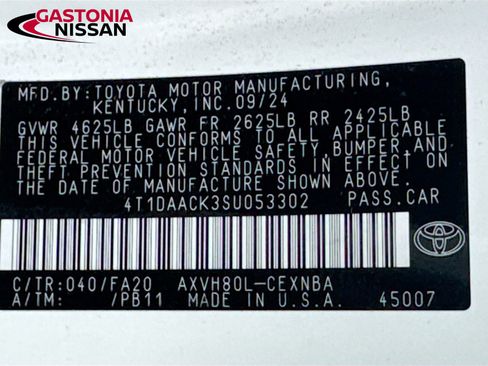 GASTONIA
NISSAN
MFD.BY:TOYOTA MOTOR MANUFACTURING,
KENTUCKY,INC.09/24
GVWR 4625LB GAWR FR 2625LB RR 2425LB
THIS VEHICLE CONFORMS TO ALL APPLICABLE
FEDERAL MOTOR VEHICLE SAFETY, BUMPER,AND
THEFT PREVENTION STANDARDS IN EFFECT ON
THE DATE OF MANUFACTURE SHOWN ABOVE.
4T1DAACK3SU053302 PASS.CAR
C/TR:040/FA20 AXVH80L-CEXNBA
A/TM: /PB11 MADE IN U.S.A. 45007
TOYOTA